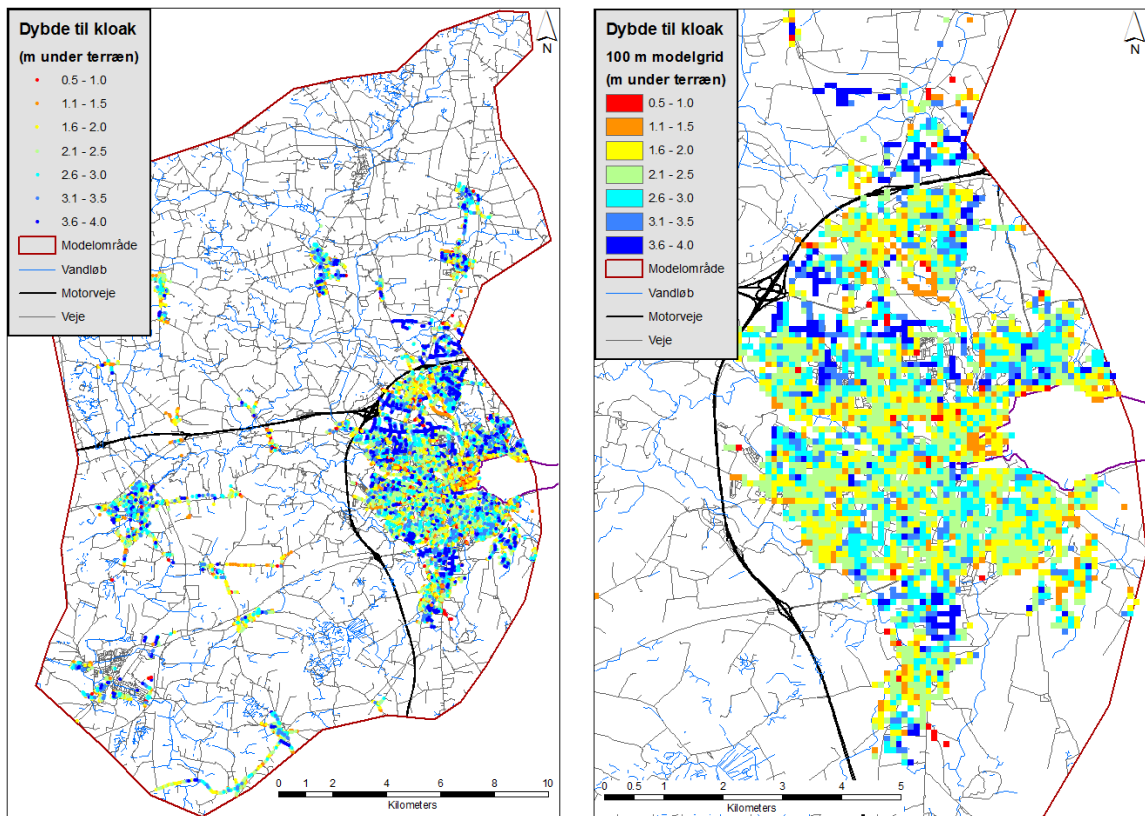 Dybde til kloak
(m under terræn)
0.5 - 1.0
1.1 - 1.5
1.6 - 2.0
2.1 - 2.5
2.6 - 3.0
3.1 - 3.5
3.6 - 4.0
Modelområde
Vandløb
Motorveje
Veje
N
0 1 2 4 6 8 10
Kilometers
Dybde til kloak
100 m modelgrid
(m under terræn)
0.5 - 1.0
1.1 - 1.5
1.6 - 2.0
2.1 - 2.5
2.6 - 3.0
3.1 - 3.5
3.6 - 4.0
Modelområde
Vandløb
Motorveje
Veje
N
0 0.5 1 2 3 4 5
Kilometers